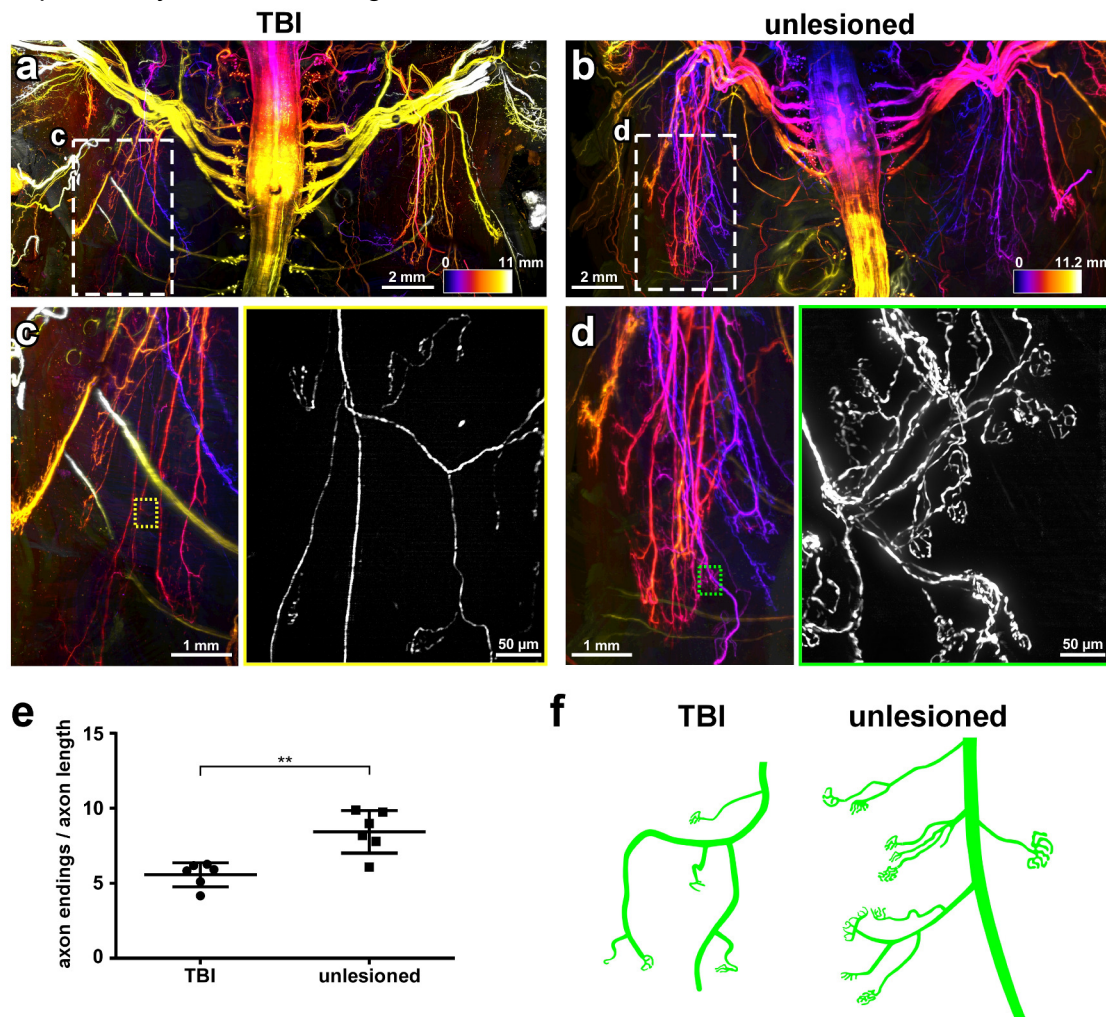 TBI
unlesioned
a
c
2 mm
0
11 mm
b
d
2 mm
0
11.2 mm
c
1 mm
50 µm
d
1 mm
50 µm
e
axon endings / axon length
15
10
5
0
**
TBI
unlesioned
f
TBI
unlesioned